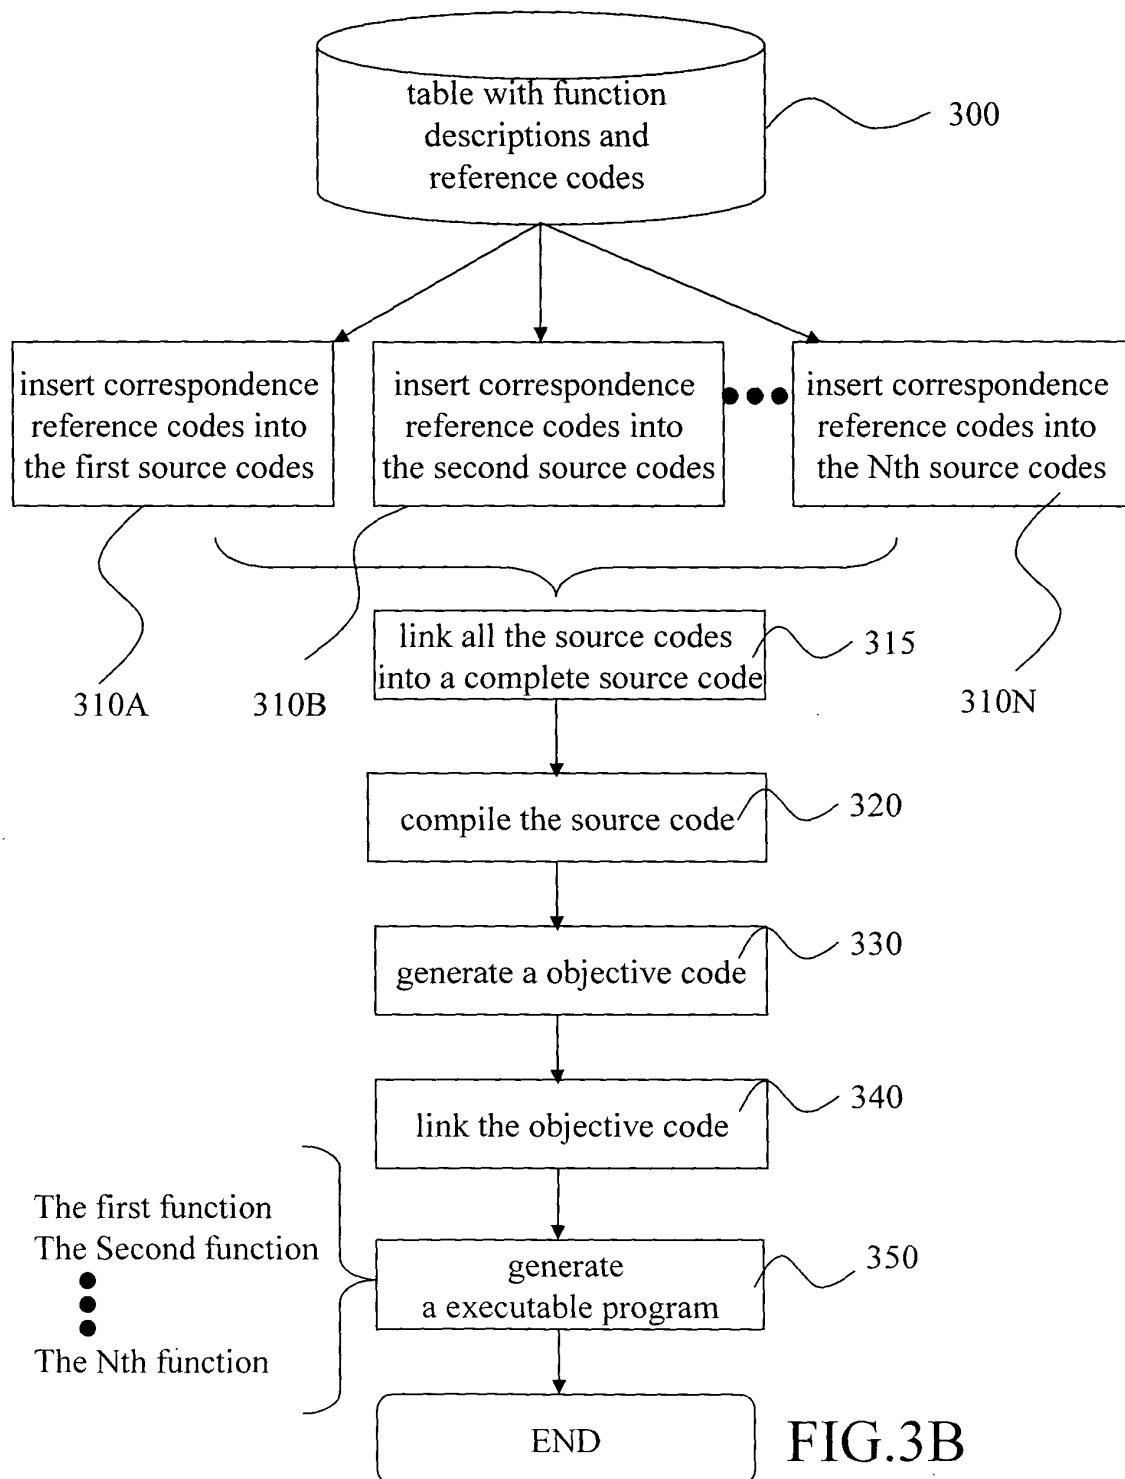 table with function
descriptions and
reference codes
300
insert correspondence
reference codes into
the first source codes
insert correspondence
reference codes into
the second source codes
insert correspondence
reference codes into
the Nth source codes
310A
310B
310N
link all the source codes
into a complete source code
315
compile the source code
320
generate a objective code
330
link the objective code
340
The first function
The Second function
The Nth function
generate
a executable program
350
END
FIG.3B